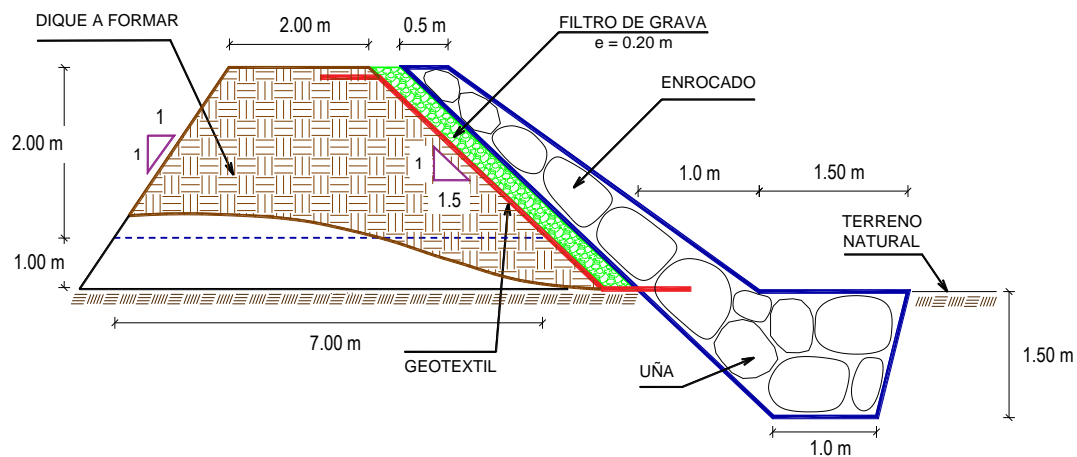 DIQUE A FORMAR
2.00 m
0.5 m
FILTRO DE GRAVA
e = 0.20 m
ENROCADO
2.00 m
1
1
1
1.5
1.0 m
1.50 m
TERRENO
NATURAL
1.00 m
7.00 m
GEOTEXTIL
UÑA
1.50 m
1.0 m